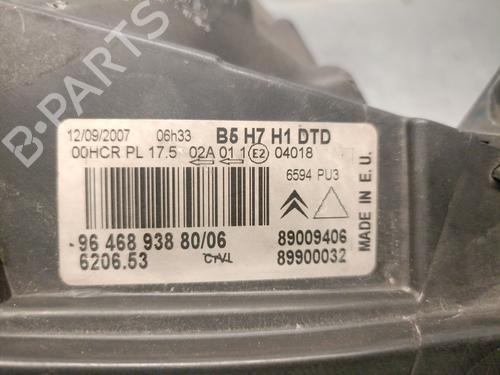 B-PARTS
12/09/2007 06h33 B5 H7 H1 DTD
00HCR PL 17.5 02A 01 1 E2 04018
6594 PU3
96 468 938 80/06 89009406
6206.53 CTVL 89900032
MADE IN E.U.